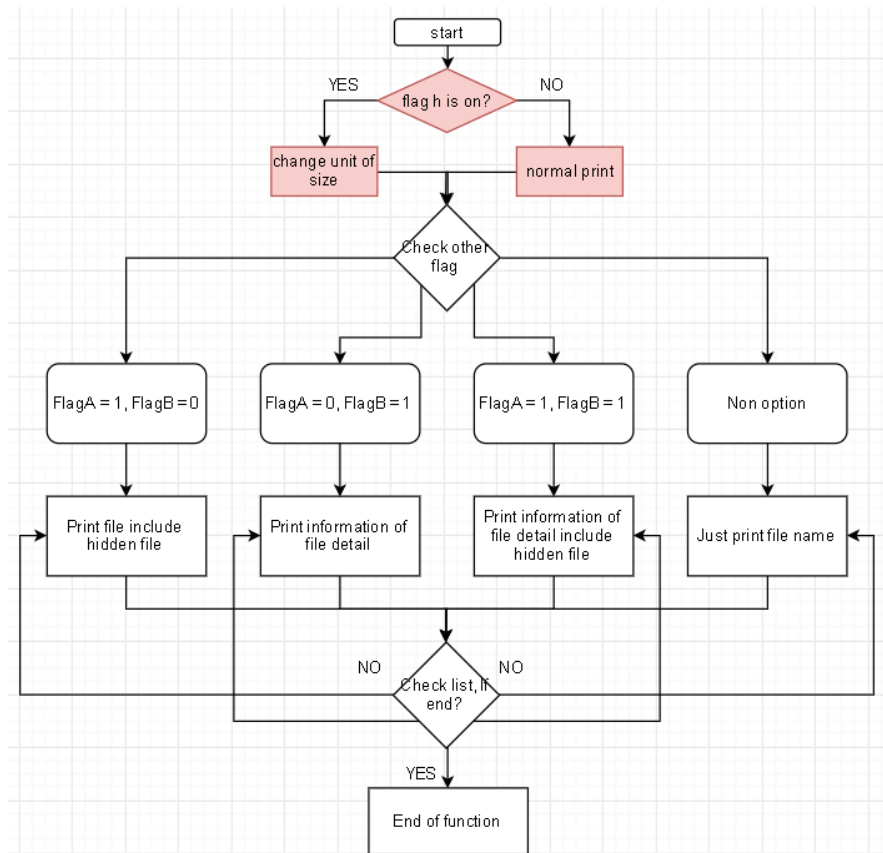 start
YES
NO
flag h is on?
change unit of
size
normal print
Check other
flag
FlagA = 1, FlagB =0
FlagA = 0, FlagB = 1
FlagA = 1, FlagB = 1
Non option
Print file include
hidden file
Print information of
file detail
Print information of
file detail include
hidden file
Just print file name
NO
NO
Check list, If
end?
YES
End of function